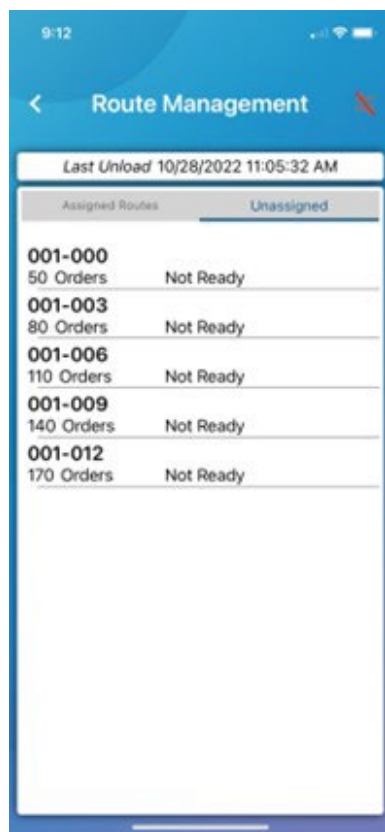 9:12
Route Management
Last Unload 10/28/2022 11:05:32 AM
Assigned Routes Unassigned
001-000
50 Orders Not Ready
001-003
80 Orders Not Ready
001-006
110 Orders Not Ready
001-009
140 Orders Not Ready
001-012
170 Orders Not Ready